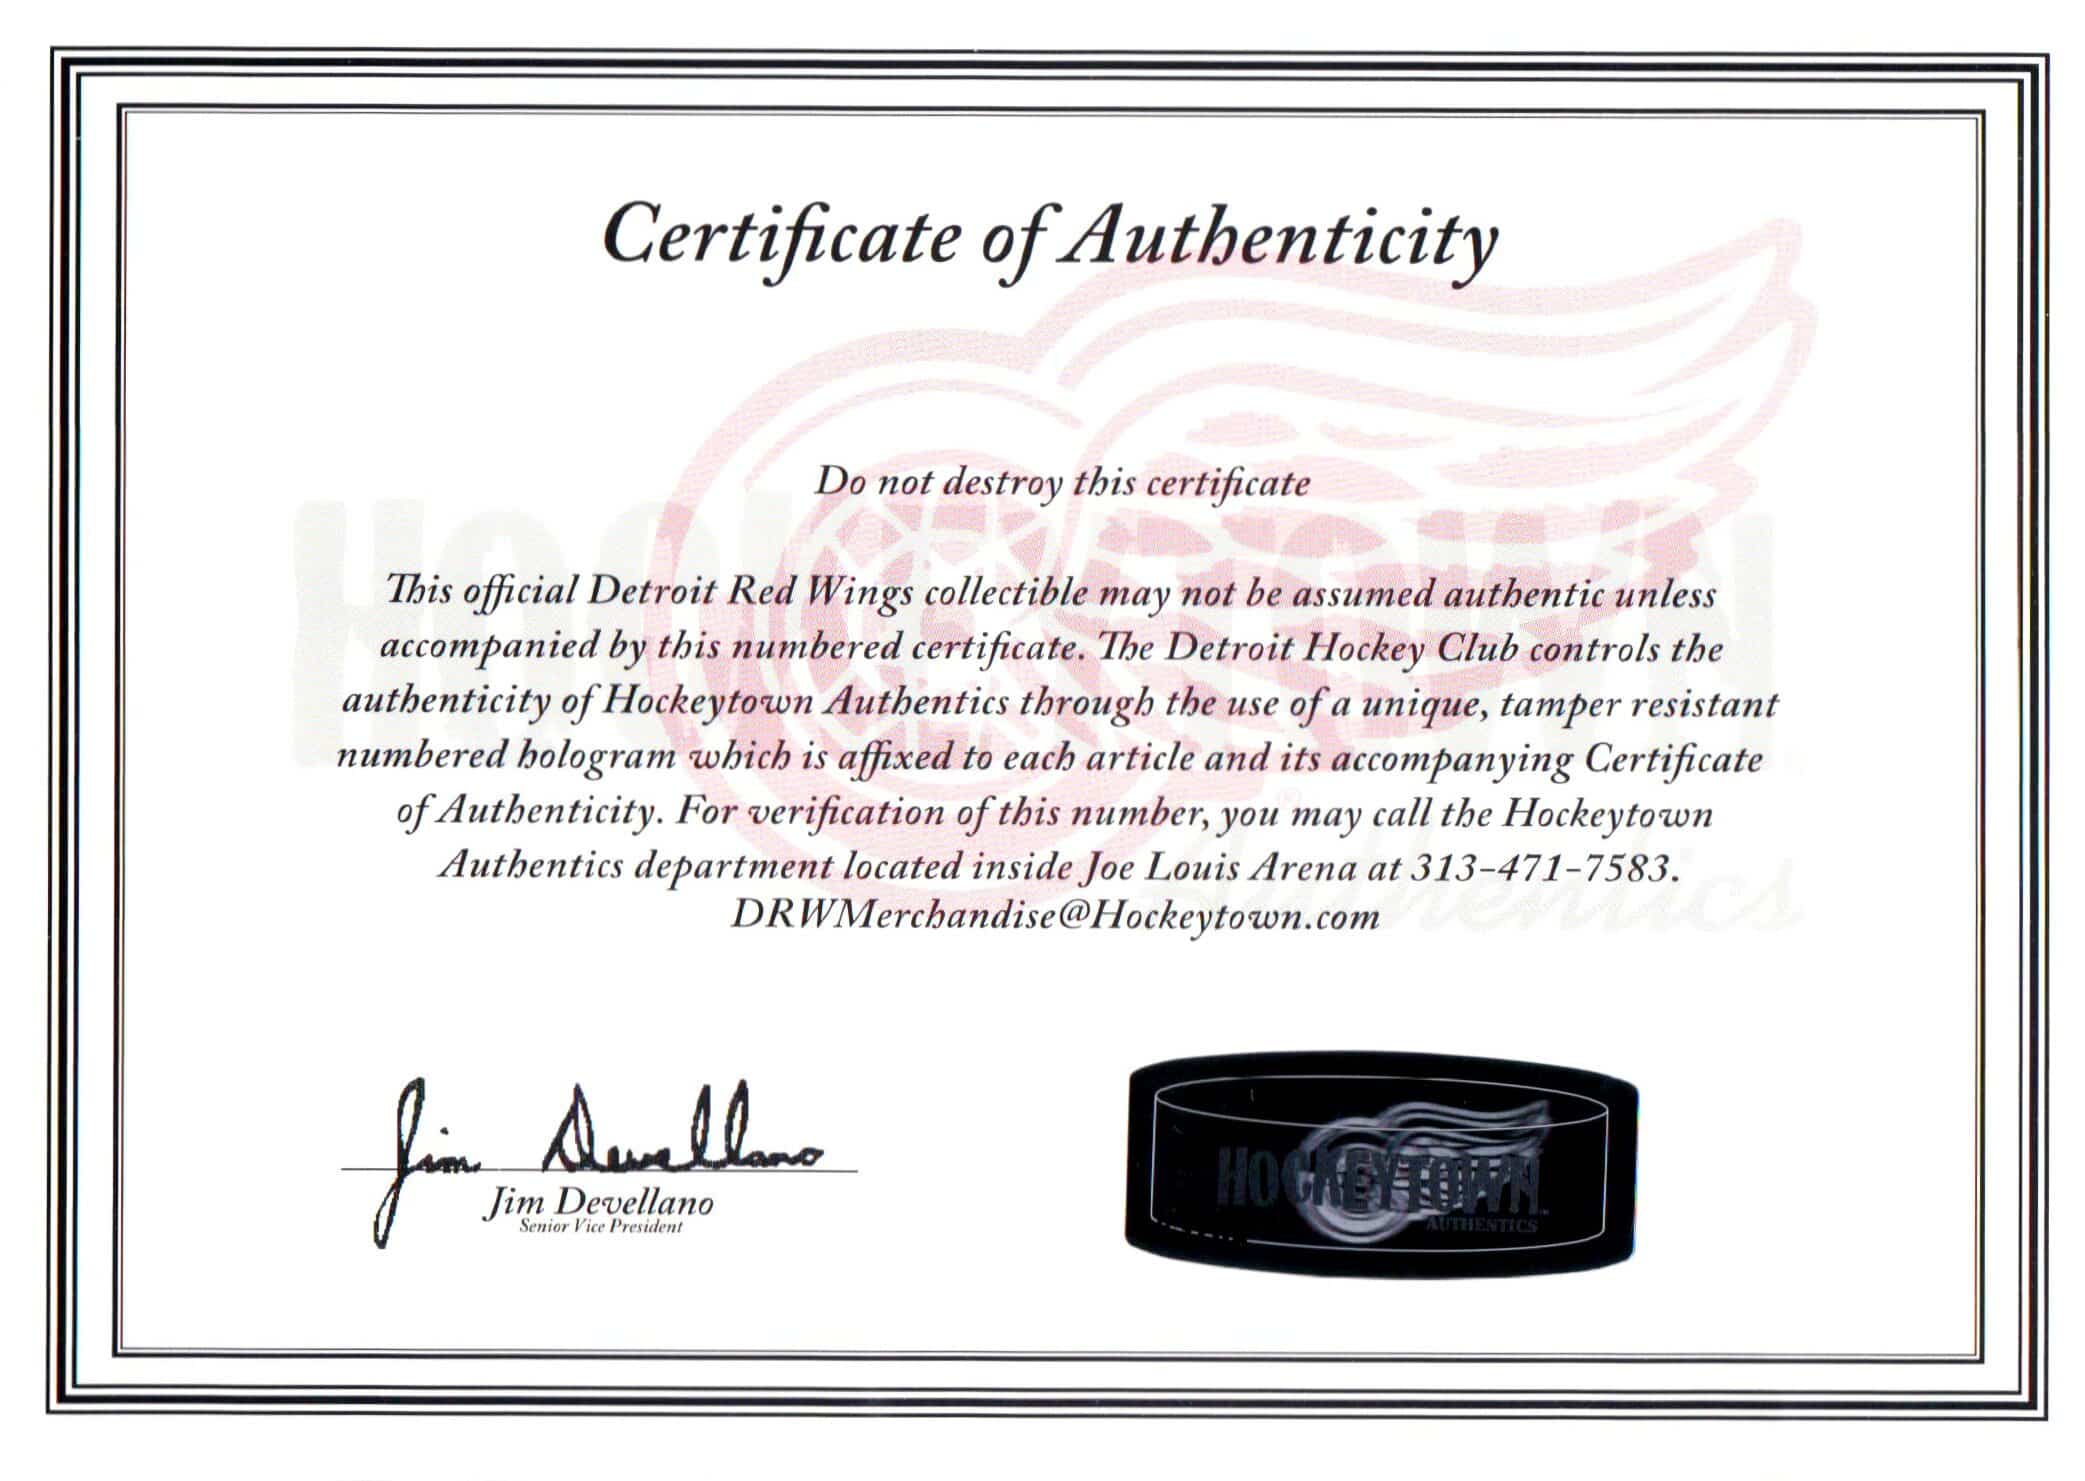 Certificate of Authenticity
Do not destroy this certificate
This official Detroit Red Wings collectible may not be assumed authentic unless
accompanied by this numbered certificate. The Detroit Hockey Club controls the
authenticity of Hockeytown Authentics through the use of a unique, tamper resistant
numbered hologram which is affixed to each article and its accompanying Certificate
of Authenticity. For verification of this number, you may call the Hockeytown
Authentics department located inside Joe Louis Arena at 313-471-7583.
DRWMerchandise@Hockeytown.com
HOCKEYTOWN
Authentics
Jim Devellano
Jim Devellano
Senior Vice President
HOCKEYTOWN™
AUTHENTICS